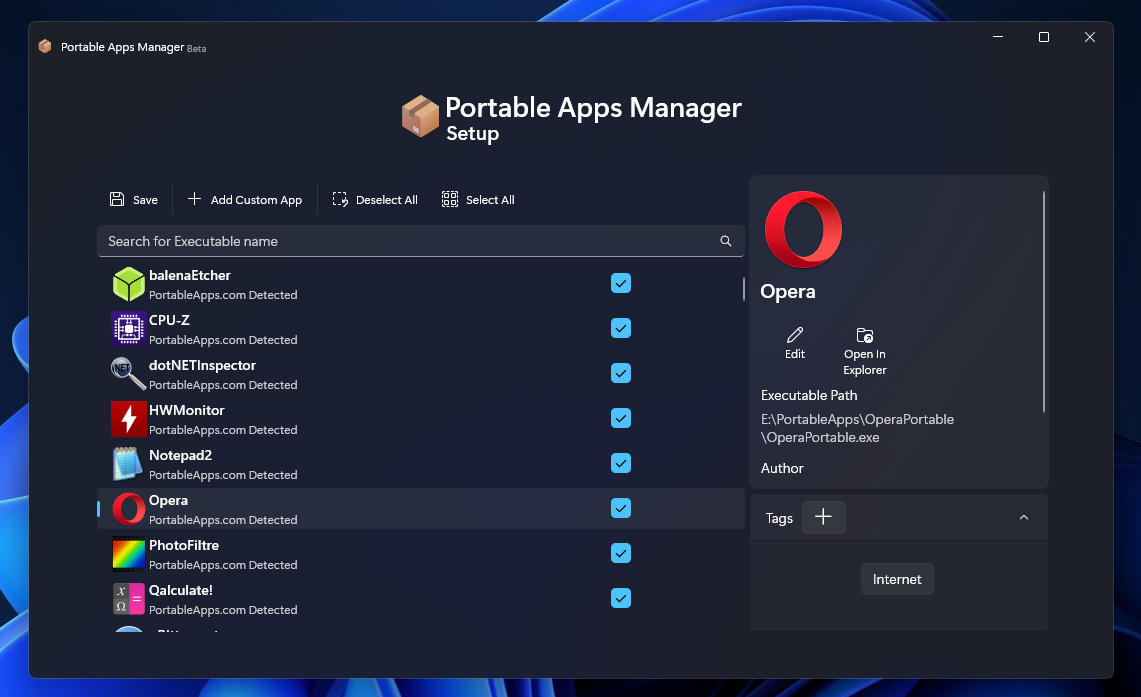 Portable Apps Manager Beta
Portable Apps Manager
Setup
Save
Add Custom App
Deselect All
Select All
Search for Executable name
balenaEtcher
PortableApps.com Detected
CPU-Z
PortableApps.com Detected
dotNETInspector
PortableApps.com Detected
HWMonitor
PortableApps.com Detected
Notepad2
PortableApps.com Detected
Opera
PortableApps.com Detected
PhotoFiltre
PortableApps.com Detected
Qalculate!
PortableApps.com Detected
Opera
Edit
Open In
Explorer
Executable Path
E:\PortableApps\OperaPortable
\OperaPortable.exe
Author
Tags
Internet